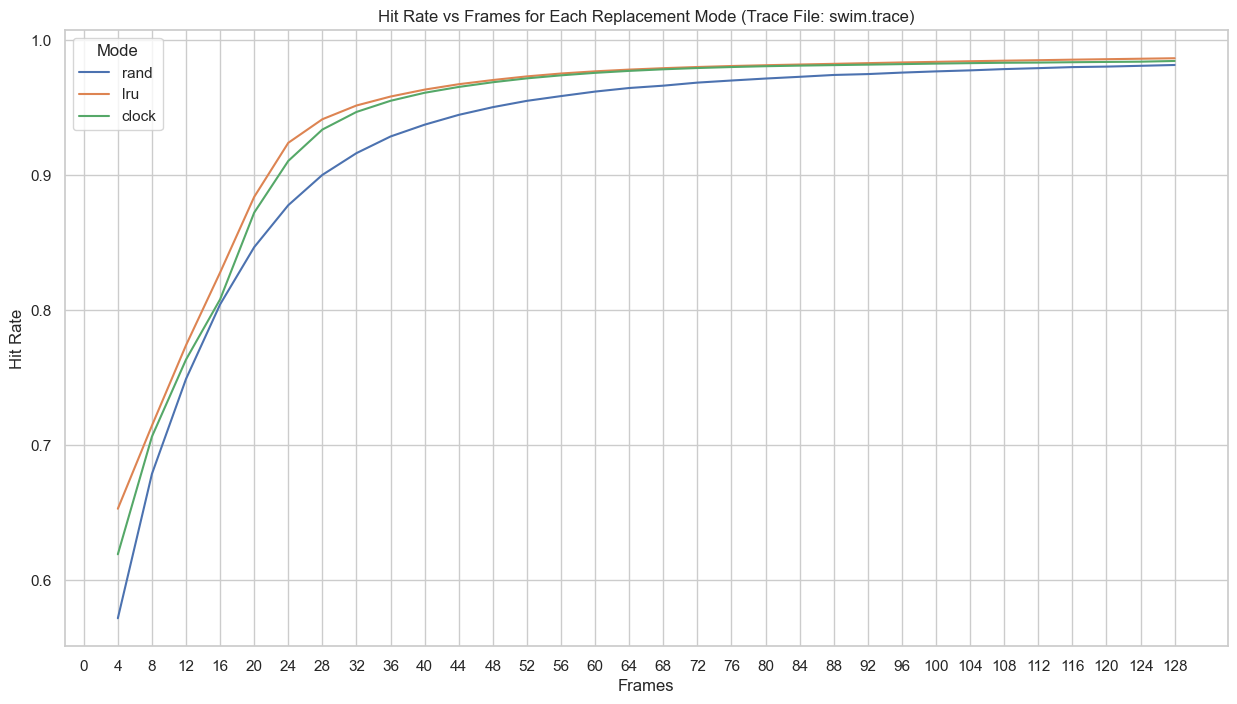 Hit Rate vs Frames for Each Replacement Mode (Trace File: swim.trace)
Mode
rand
lru
clock
Hit Rate
1.0
0.9
0.8
0.7
0.6
0 4 8 12 16 20 24 28 32 36 40 44 48 52 56 60 64 68 72 76 80 84 88 92 96 100 104 108 112 116 120 124 128
Frames